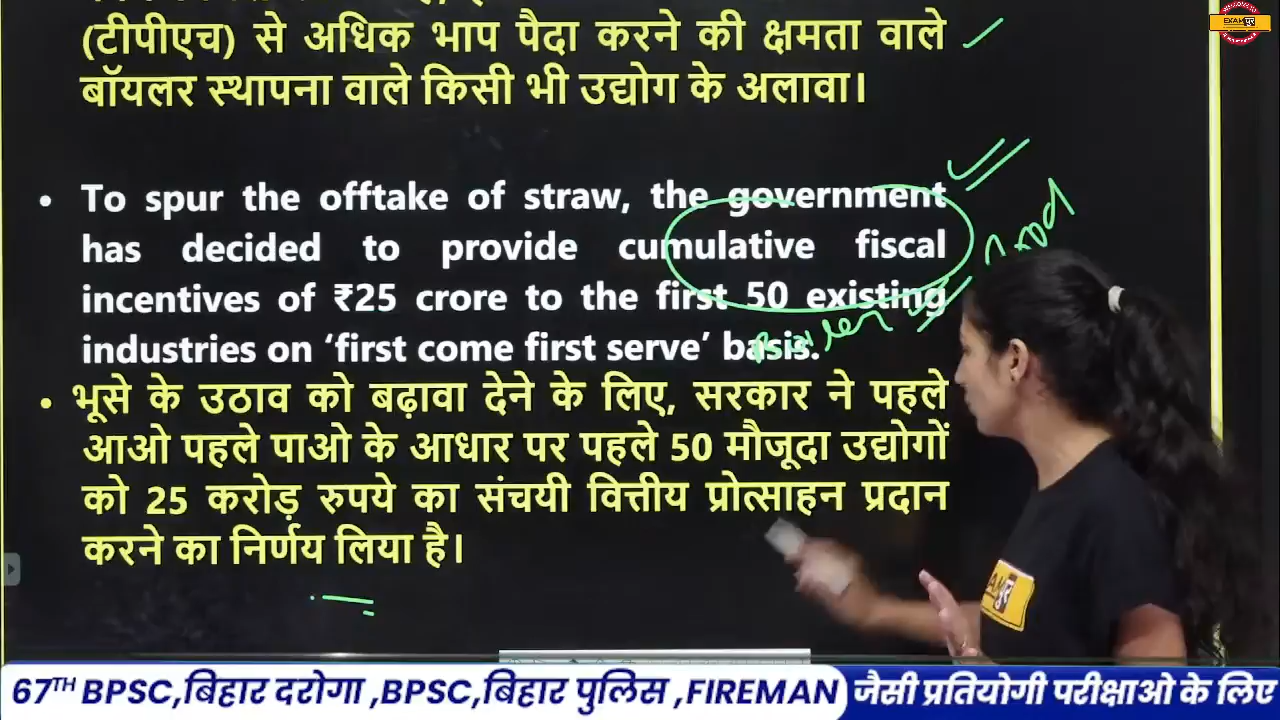 (टीपीएच) से अधिक भाप पैदा करने की क्षमता वाले
बॉयलर स्थापना वाले किसी भी उद्योग के अलावा।
• To spur the offtake of straw, the government
has decided to provide cumulative fiscal
incentives of ₹25 crore to the first 50 existing
industries on ‘first come first serve’ basis.
• भूसे के उठाव को बढ़ावा देने के लिए, सरकार ने पहले
आओ पहले पाओ के आधार पर पहले 50 मौजूदा उद्योगों
को 25 करोड़ रुपये का संचयी वित्तीय प्रोत्साहन प्रदान
करने का निर्णय लिया है।
67TH BPSC,बिहार दरोगा ,BPSC,बिहार पुलिस ,FIREMAN जैसी प्रतियोगी परीक्षाओ के लिए